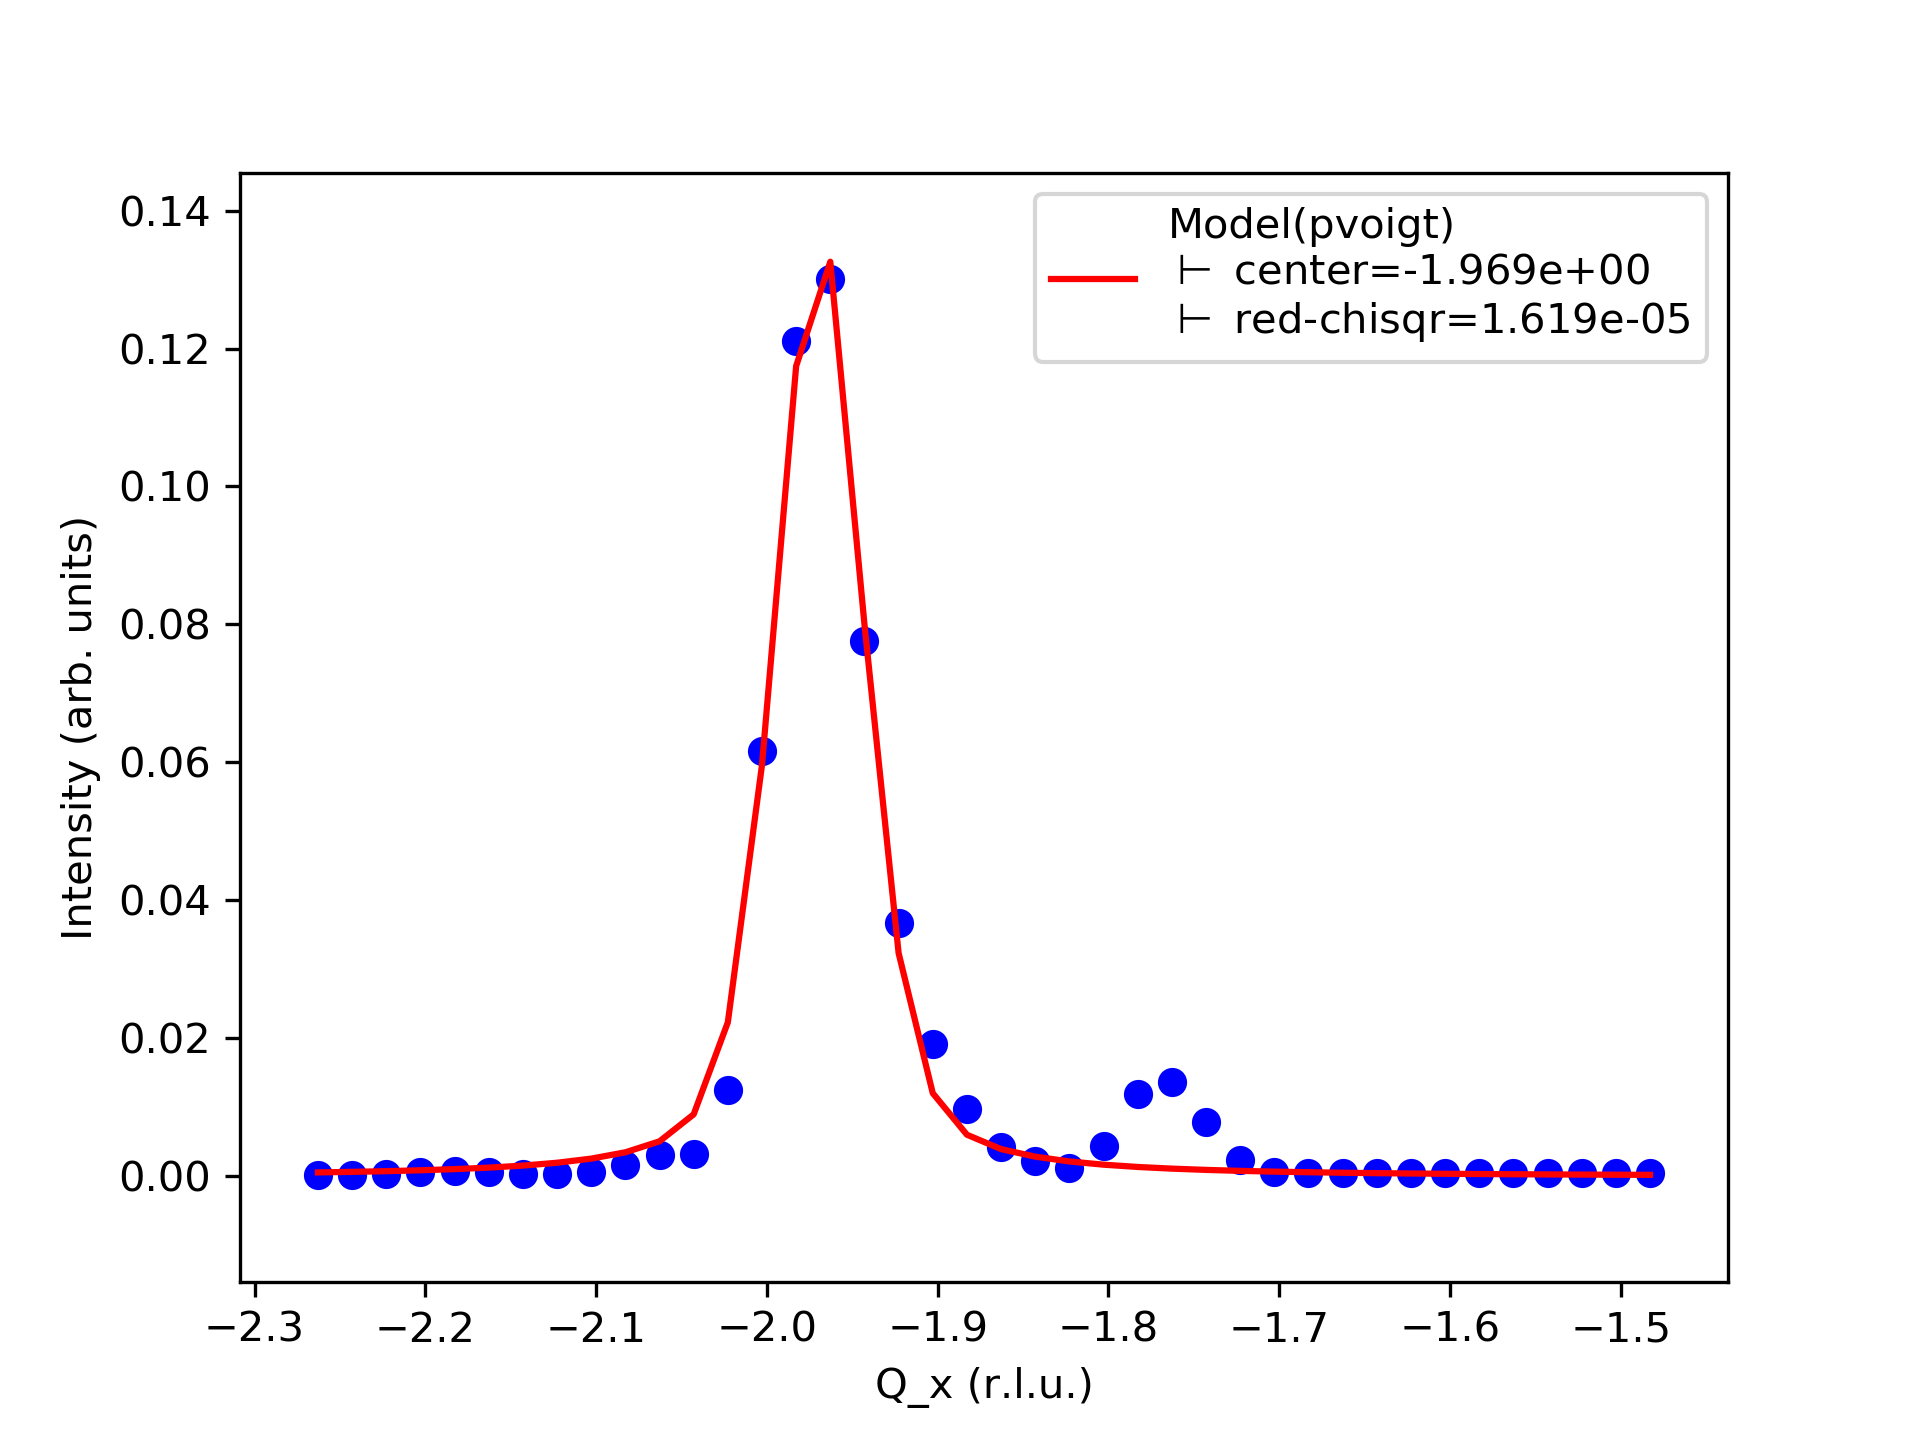 Model(pvoigt)
⊢ center=-1.969e+00
⊢ red-chisqr=1.619e-05
0.14
0.12
0.10
0.08
0.06
0.04
0.02
0.00
Intensity (arb. units)
−2.3 −2.2 −2.1 −2.0 −1.9 −1.8 −1.7 −1.6 −1.5
Q_x (r.l.u.)